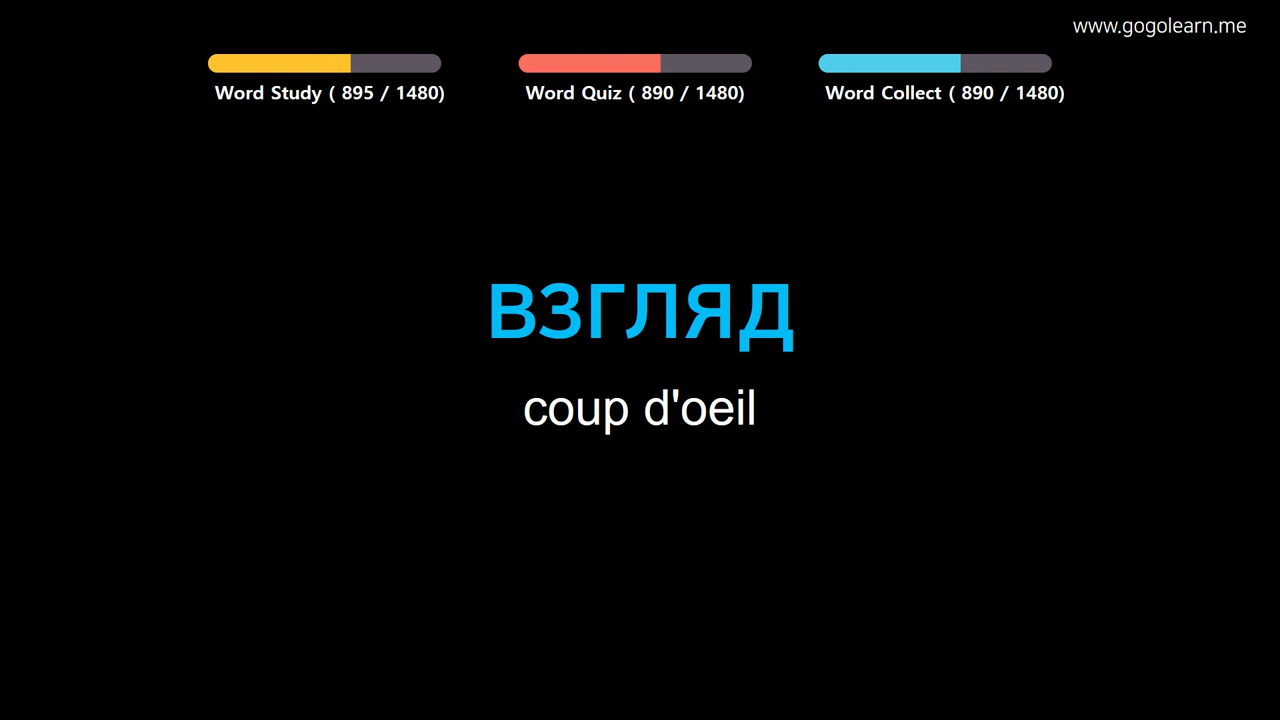 www.gogolearn.me
Word Study ( 895 / 1480)
Word Quiz ( 890 / 1480)
Word Collect ( 890 / 1480)
взгляд
coup d'oeil